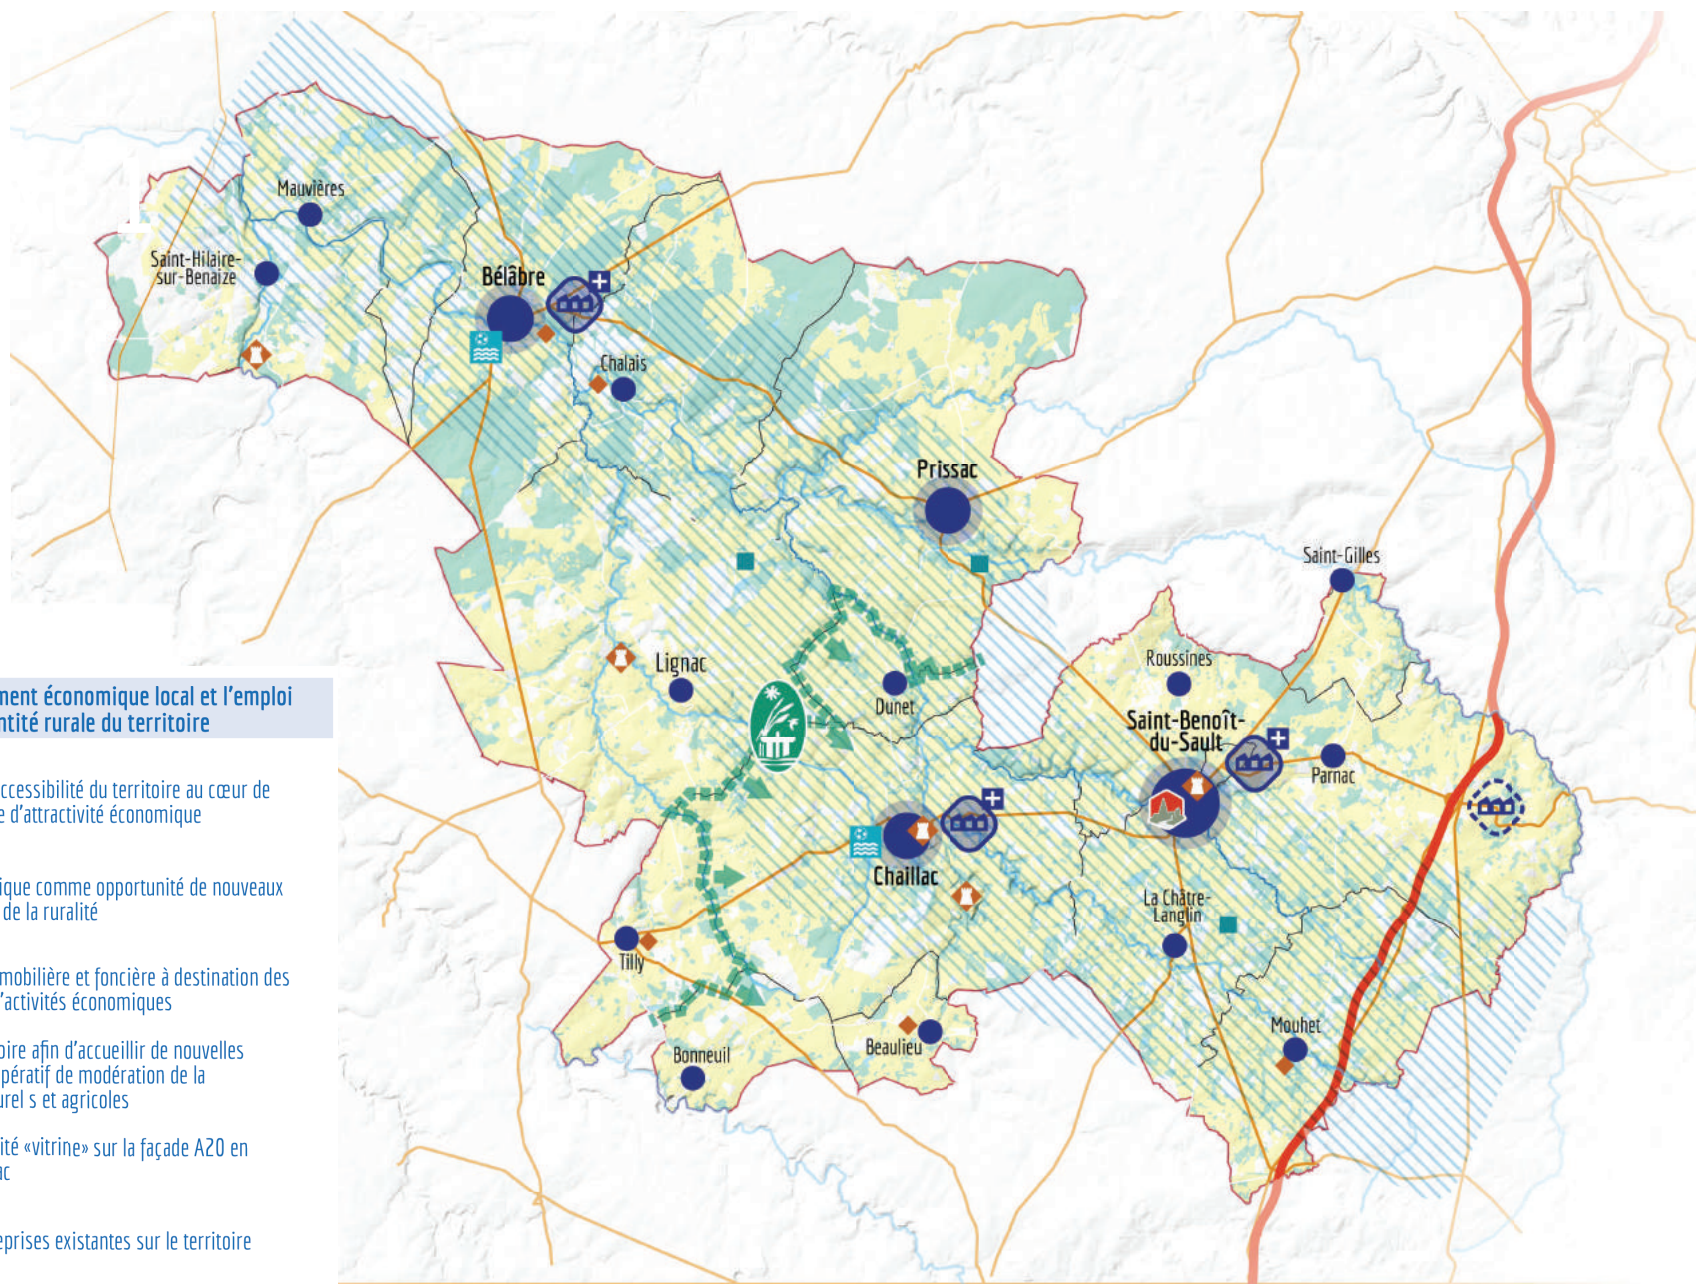 Mauvières
Saint-Hilaire-
sur-Benaize
Bélâbre
Chalais
Prissac
Saint-Gilles
Lignac
Dunet
Roussines
Saint-Benoît-
du-Sault
Parnac
Chaillac
La Châtre-
Langlin
Tilly
Beaulieu
Bonneuil
Mouhet
ment économique local et l'emploi
ntité rurale du territoire
ccessibilité du territoire au cœur de
e d'attractivité économique
ique comme opportunité de nouveaux
de la ruralité
mobilière et foncière à destination des
'activités économiques
oire afin d'accueillir de nouvelles
pératif de modération de la
urel s et agricoles
ité «vitrine» sur la façade A20 en
ac
eprises existantes sur le territoire